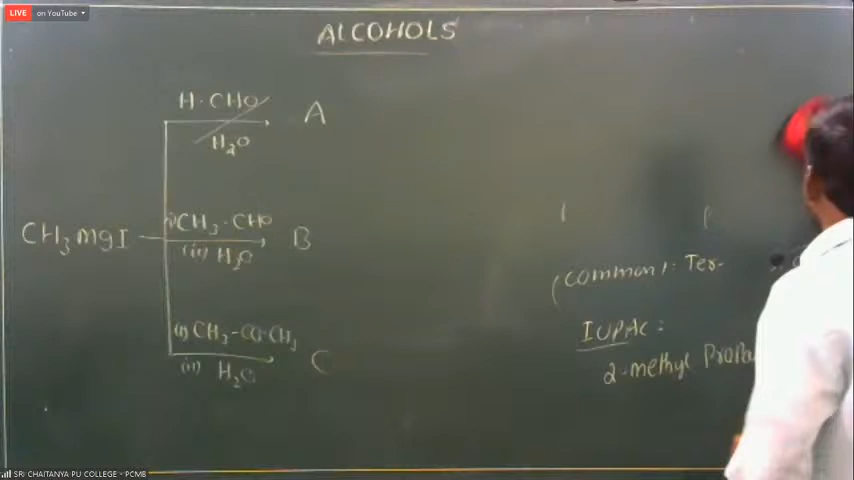 LIVE on YouTube
ALCOHOLS
H·CHO
H2O
A
CH3MgI
(i) CH3-CHO
(ii) H2O
B
(i) CH3-CO-CH3
(ii) H2O
C
(common): Ter-
IUPAC:
2-methyl Propa
SRI CHAITANYA PU COLLEGE - PCMB